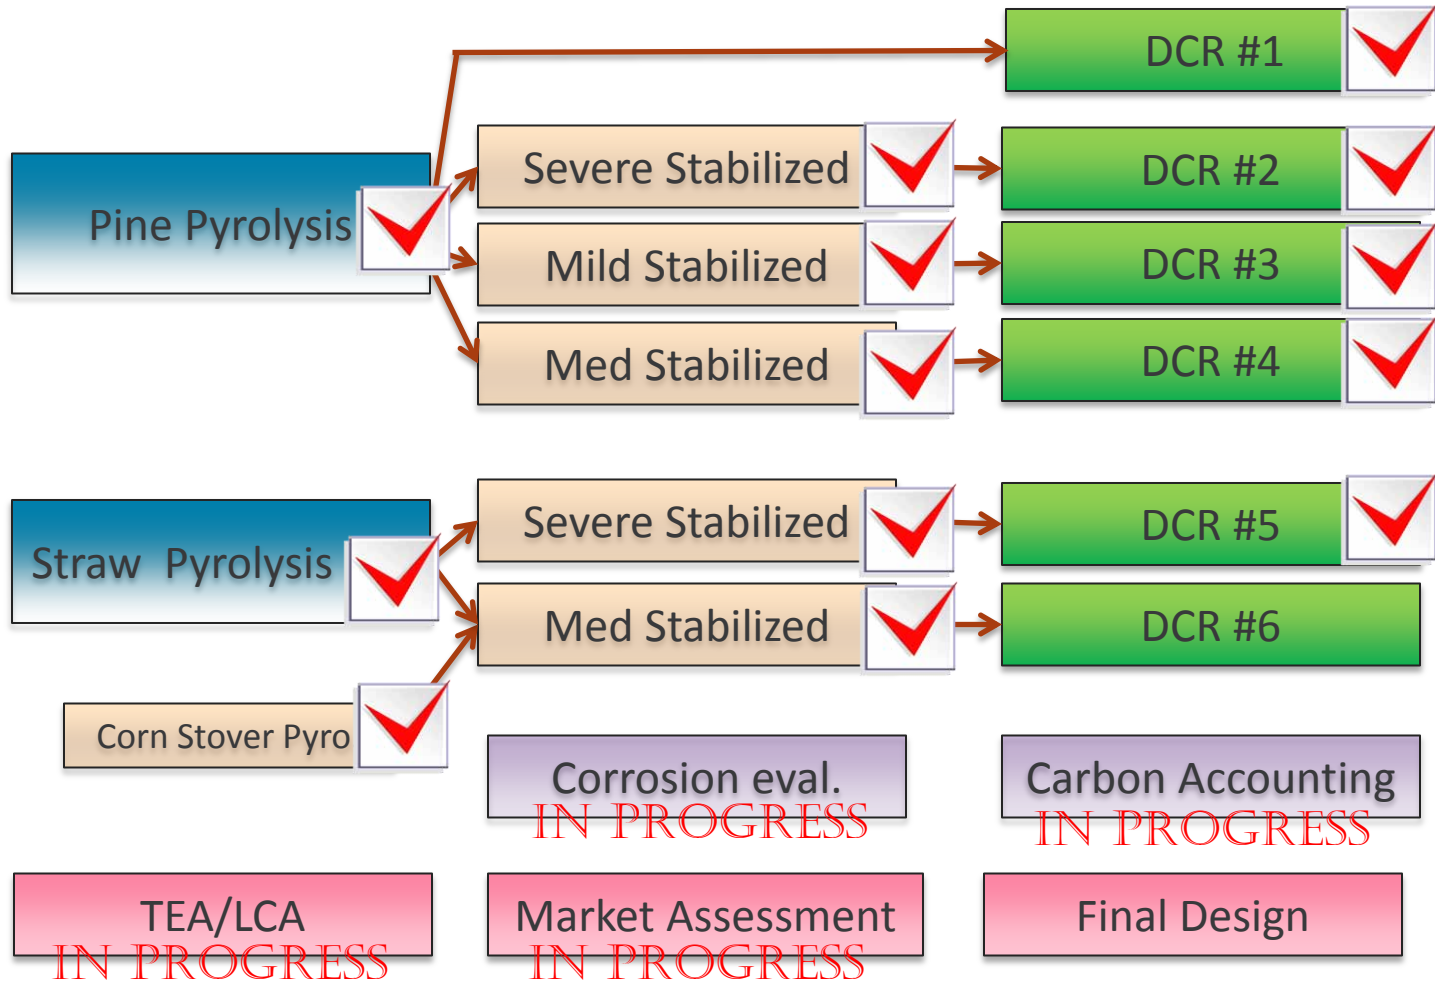 DCR #1
Pine Pyrolysis
Severe Stabilized
DCR #2
Mild Stabilized
DCR #3
Med Stabilized
DCR #4
Straw Pyrolysis
Severe Stabilized
DCR #5
Med Stabilized
DCR #6
Corn Stover Pyro
Corrosion eval.
IN PROGRESS
Carbon Accounting
IN PROGRESS
TEA/LCA
IN PROGRESS
Market Assessment
IN PROGRESS
Final Design